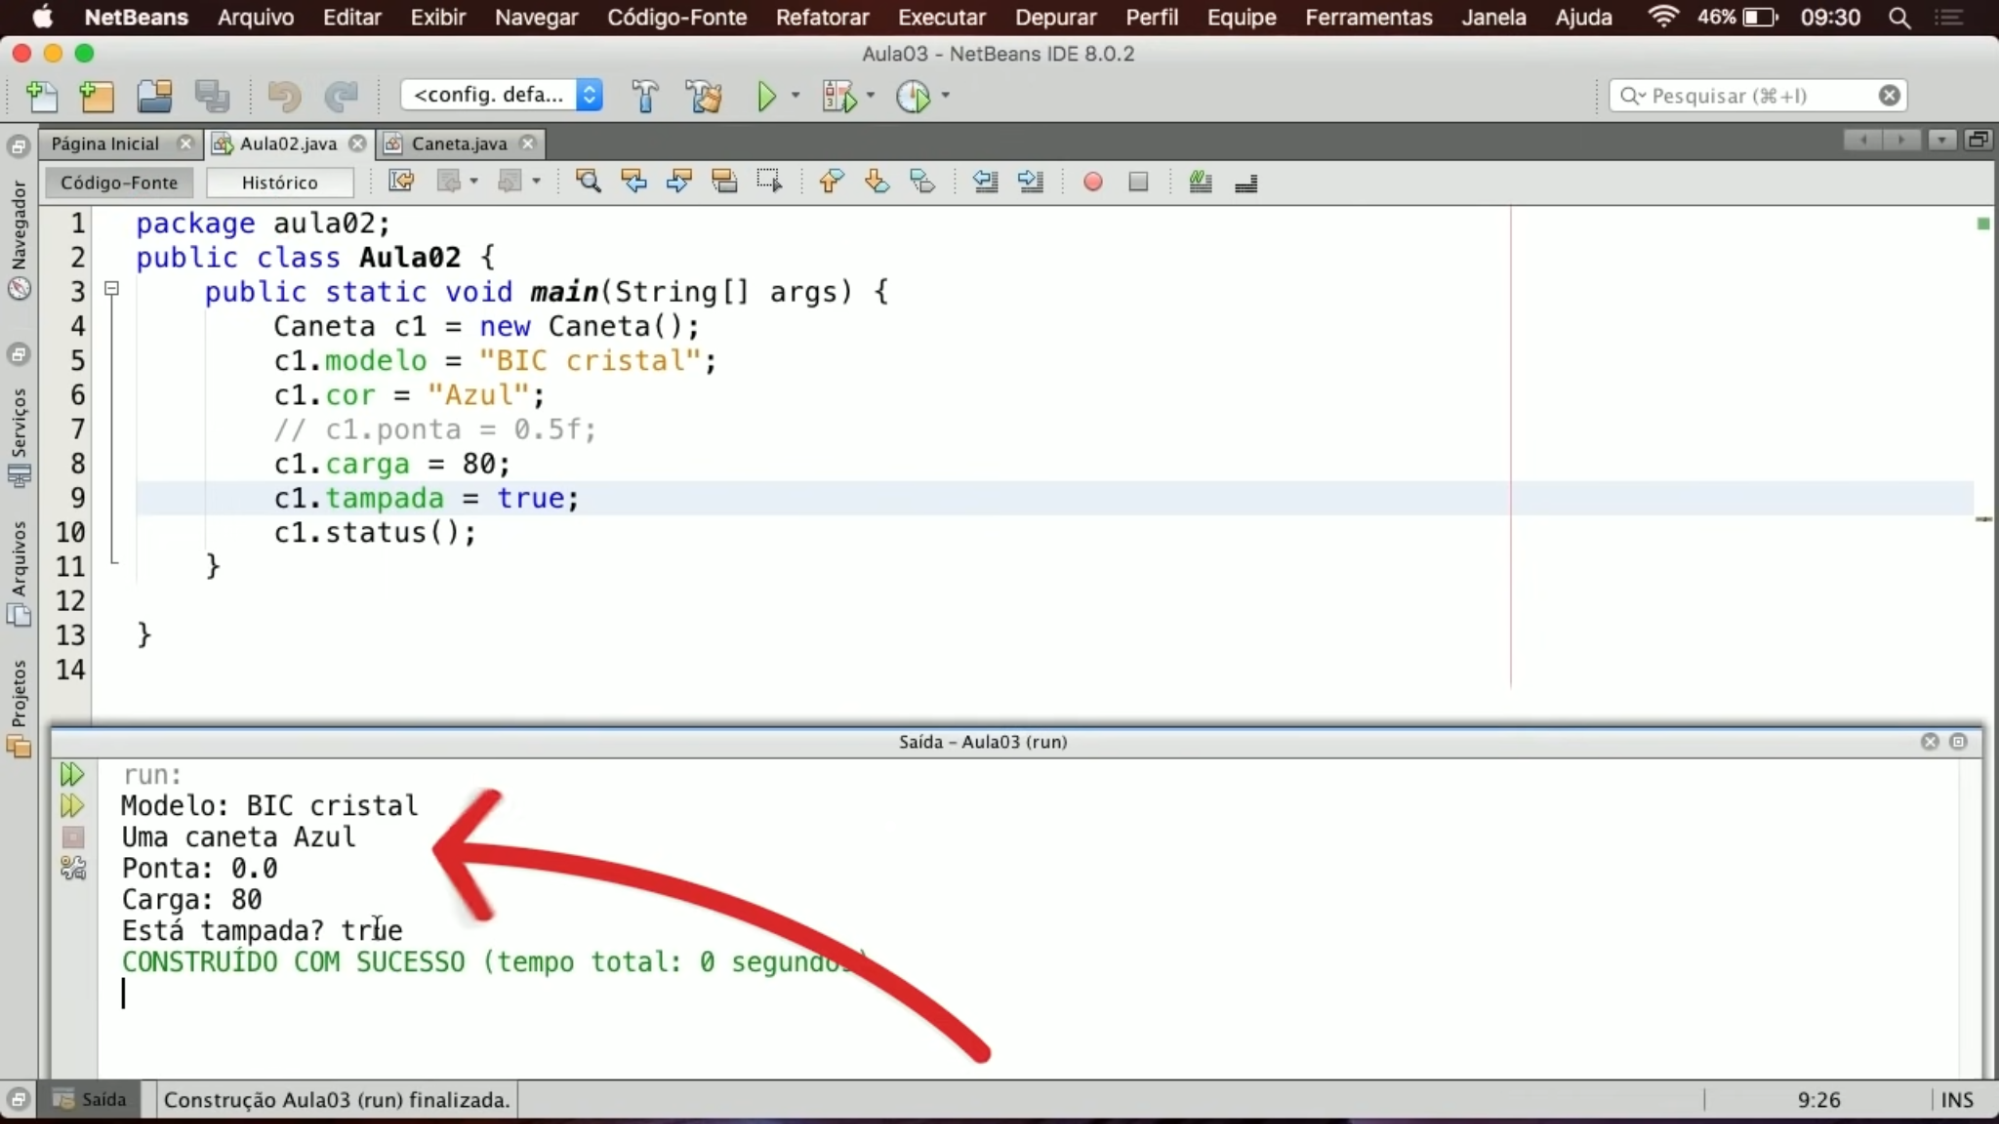 NetBeans Arquivo Editar Exibir Navegar Código-Fonte Refatorar Executar Depurar Perfil Equipe Ferramentas Janela Ajuda 46% 09:30
Aula03 - NetBeans IDE 8.0.2
<config. defa... Pesquisar (⌘+I)
Página Inicial Aula02.java Caneta.java
Código-Fonte Histórico
Navegador
Serviços
Arquivos
Projetos
1 package aula02;
2 public class Aula02 {
3 public static void main(String[] args) {
4 Caneta c1 = new Caneta();
5 c1.modelo = "BIC cristal";
6 c1.cor = "Azul";
7 // c1.ponta = 0.5f;
8 c1.carga = 80;
9 c1.tampada = true;
10 c1.status();
11 }
12
13 }
14
Saída - Aula03 (run)
run:
Modelo: BIC cristal
Uma caneta Azul
Ponta: 0.0
Carga: 80
Está tampada? true
CONSTRUÍDO COM SUCESSO (tempo total: 0 segundos)
Saída Construção Aula03 (run) finalizada. 9:26 INS